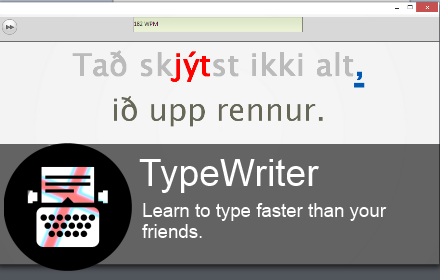 182 WPM
Tað skjýtst ikki alt,
ið upp rennur.
TypeWriter
Learn to type faster than your
friends.